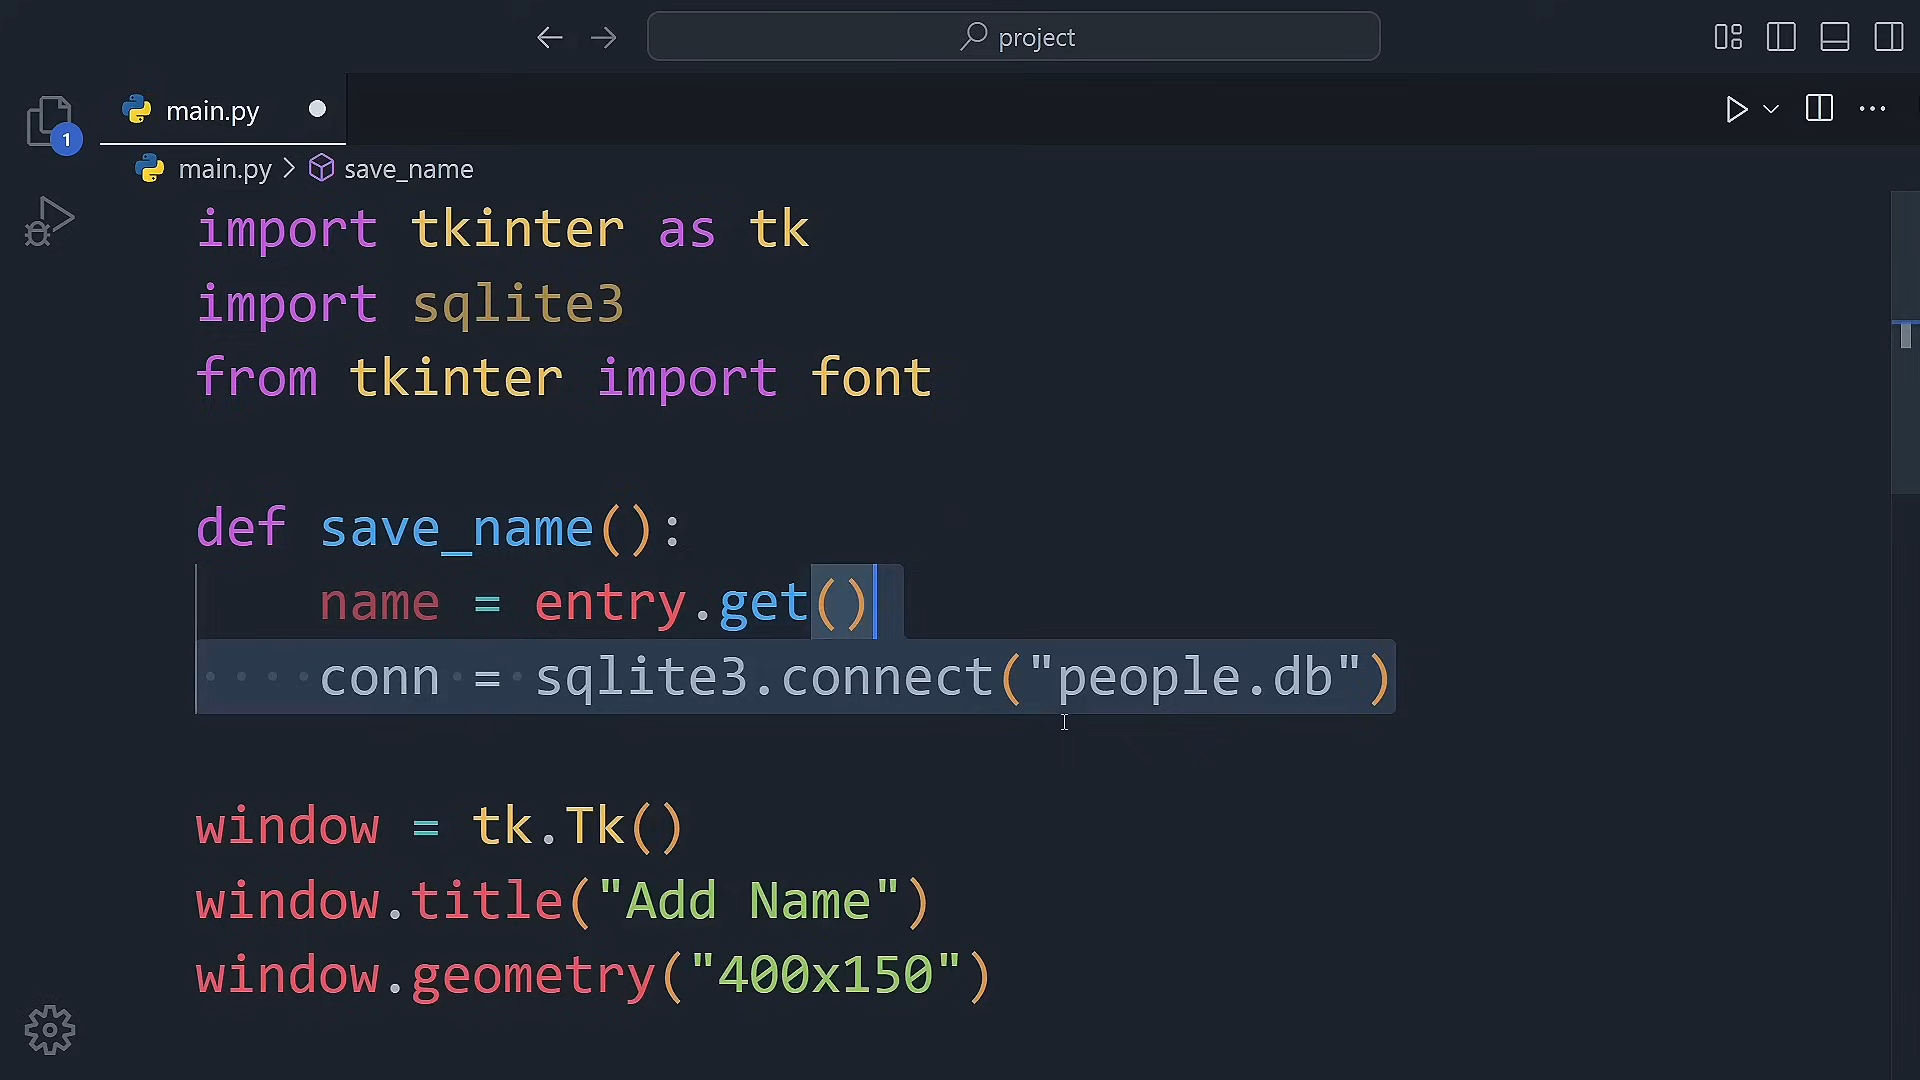 project
main.py
1
main.py > save_name
import tkinter as tk
import sqlite3
from tkinter import font
def save_name():
    name = entry.get()
    conn = sqlite3.connect("people.db")
window = tk.Tk()
window.title("Add Name")
window.geometry("400x150")